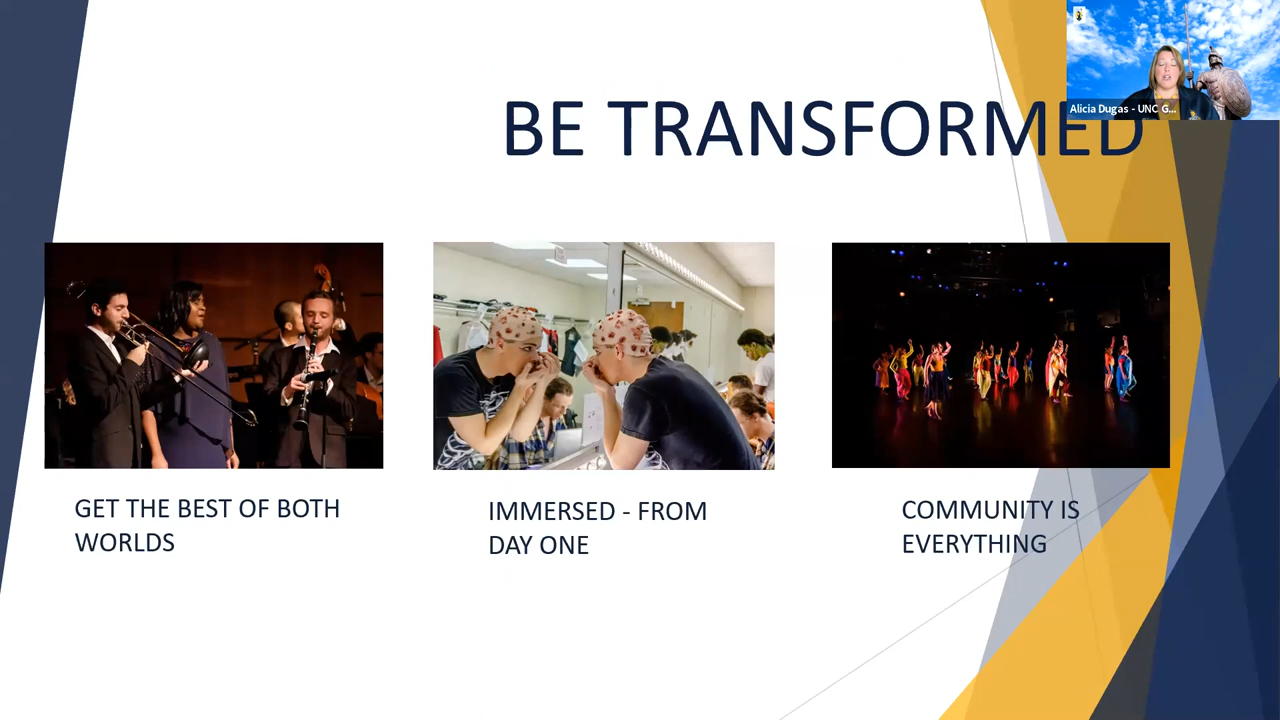 Alicia Dugas - UNC G...
BE TRANSFORMED
GET THE BEST OF BOTH
WORLDS
IMMERSED - FROM
DAY ONE
COMMUNITY IS
EVERYTHING